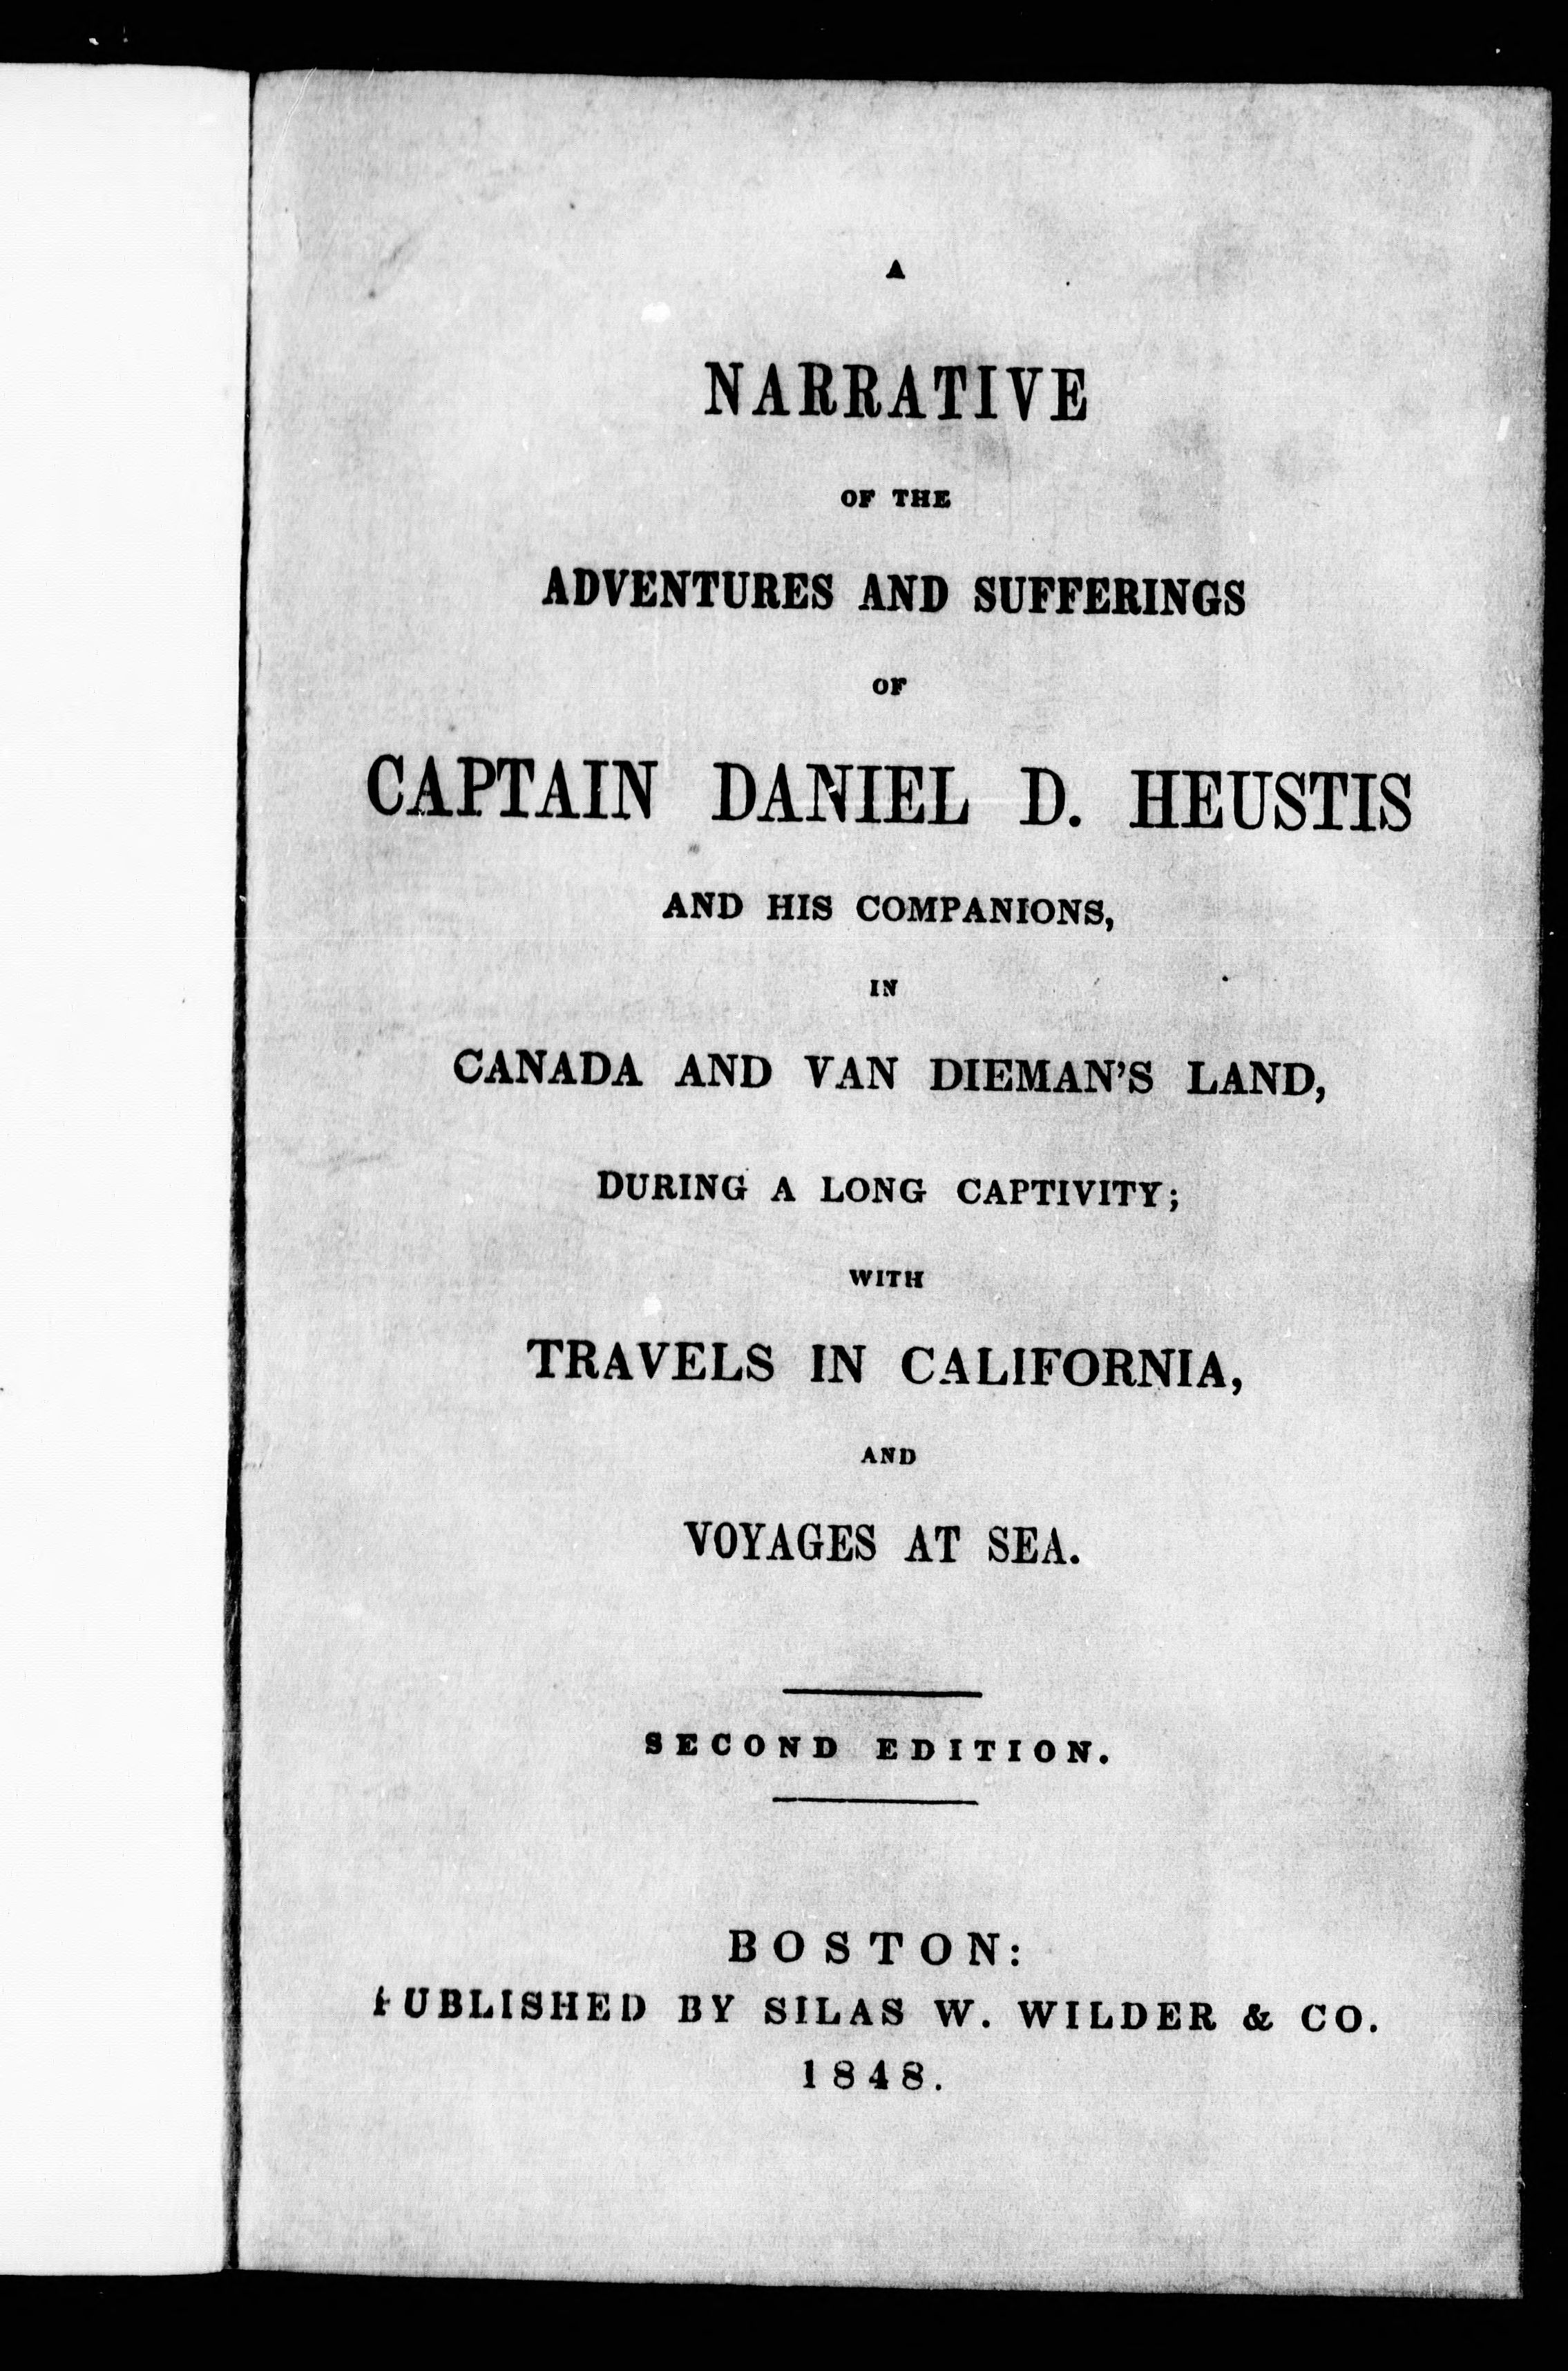 A
NARRATIVE
OF THE
ADVENTURES AND SUFFERINGS
OF
CAPTAIN DANIEL D. HEUSTIS
AND HIS COMPANIONS,
IN
CANADA AND VAN DIEMAN'S LAND,
DURING A LONG CAPTIVITY;
WITH
TRAVELS IN CALIFORNIA,
AND
VOYAGES AT SEA.
SECOND EDITION.
BOSTON:
PUBLISHED BY SILAS W. WILDER & CO.
1848.